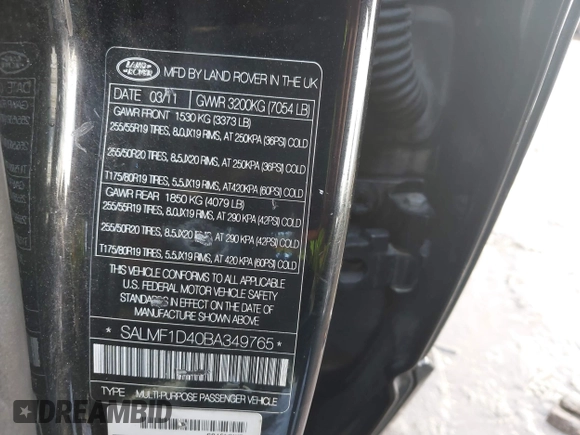 LAND ROVER MFD BY LAND ROVER IN THE UK
DATE 03/11 GVWR 3200KG (7054 LB)
GAWR FRONT 1530 KG (3373 LB)
255/55R19 TIRES, 8.0JX19 RIMS, AT 250KPA (36PSI) COLD
255/50R20 TIRES, 8.5JX20 RIMS, AT 250KPA (36PSI) COLD
T175/80R19 TIRES, 5.5JX19 RIMS, AT420KPA (60PSI) COLD
GAWR REAR 1850 KG (4079 LB)
255/55R19 TIRES, 8.0JX19 RIMS, AT 290 KPA (42PSI) COLD
255/50R20 TIRES, 8.5JX20 RIMS, AT 290 KPA (42PSI) COLD
T175/80R19 TIRES, 5.5JX19 RIMS, AT 420 KPA (60PSI) COLD
THIS VEHICLE CONFORMS TO ALL APPLICABLE
U.S. FEDERAL MOTOR VEHICLE SAFETY
STANDARDS IN EFFECT ON THE DATE OF
MANUFACTURE SHOWN ABOVE.
* SALMF1D40BA349765 *
TYPE MULTI-PURPOSE PASSENGER VEHICLE
DREAMBID